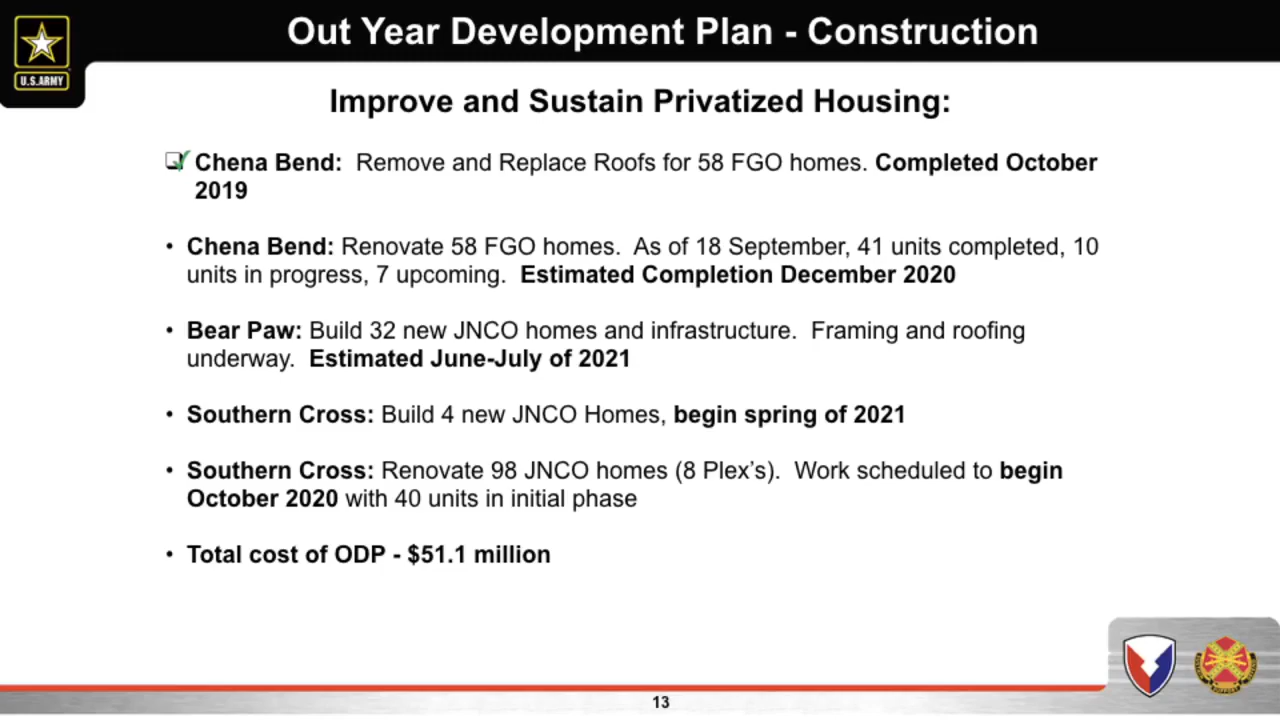 Out Year Development Plan - Construction
U.S.ARMY
Improve and Sustain Privatized Housing:
Chena Bend: Remove and Replace Roofs for 58 FGO homes. Completed October
2019
• Chena Bend: Renovate 58 FGO homes. As of 18 September, 41 units completed, 10
units in progress, 7 upcoming. Estimated Completion December 2020
• Bear Paw: Build 32 new JNCO homes and infrastructure. Framing and roofing
underway. Estimated June-July of 2021
• Southern Cross: Build 4 new JNCO Homes, begin spring of 2021
• Southern Cross: Renovate 98 JNCO homes (8 Plex’s). Work scheduled to begin
October 2020 with 40 units in initial phase
• Total cost of ODP - $51.1 million
SUPPORT
13